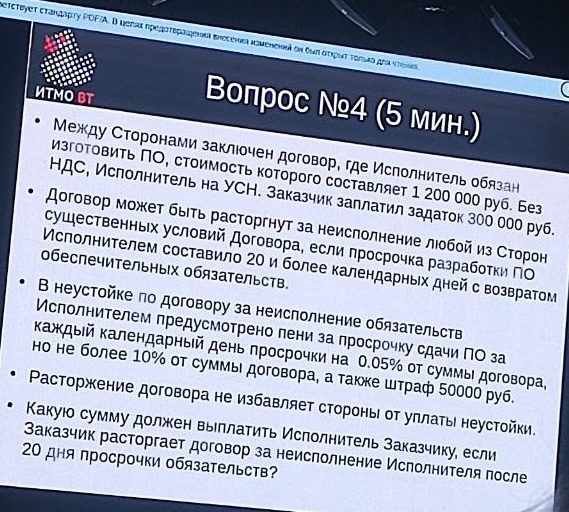 етствует стандарту PDF/A. В целях предотвращения внесения изменений он был открыт только для чтения.
ИТМО ВТ
Вопрос №4 (5 мин.)
• Между Сторонами заключен договор, где Исполнитель обязан
изготовить ПО, стоимость которого составляет 1 200 000 руб. Без
НДС, Исполнитель на УСН. Заказчик заплатил задаток 300 000 руб.
• Договор может быть расторгнут за неисполнение любой из Сторон
существенных условий Договора, если просрочка разработки ПО
Исполнителем составило 20 и более календарных дней с возвратом
обеспечительных обязательств.
• В неустойке по договору за неисполнение обязательств
Исполнителем предусмотрено пени за просрочку сдачи ПО за
каждый календарный день просрочки на 0.05% от суммы договора,
но не более 10% от суммы договора, а также штраф 50000 руб.
• Расторжение договора не избавляет стороны от уплаты неустойки.
• Какую сумму должен выплатить Исполнитель Заказчику, если
Заказчик расторгает договор за неисполнение Исполнителя после
20 дня просрочки обязательств?